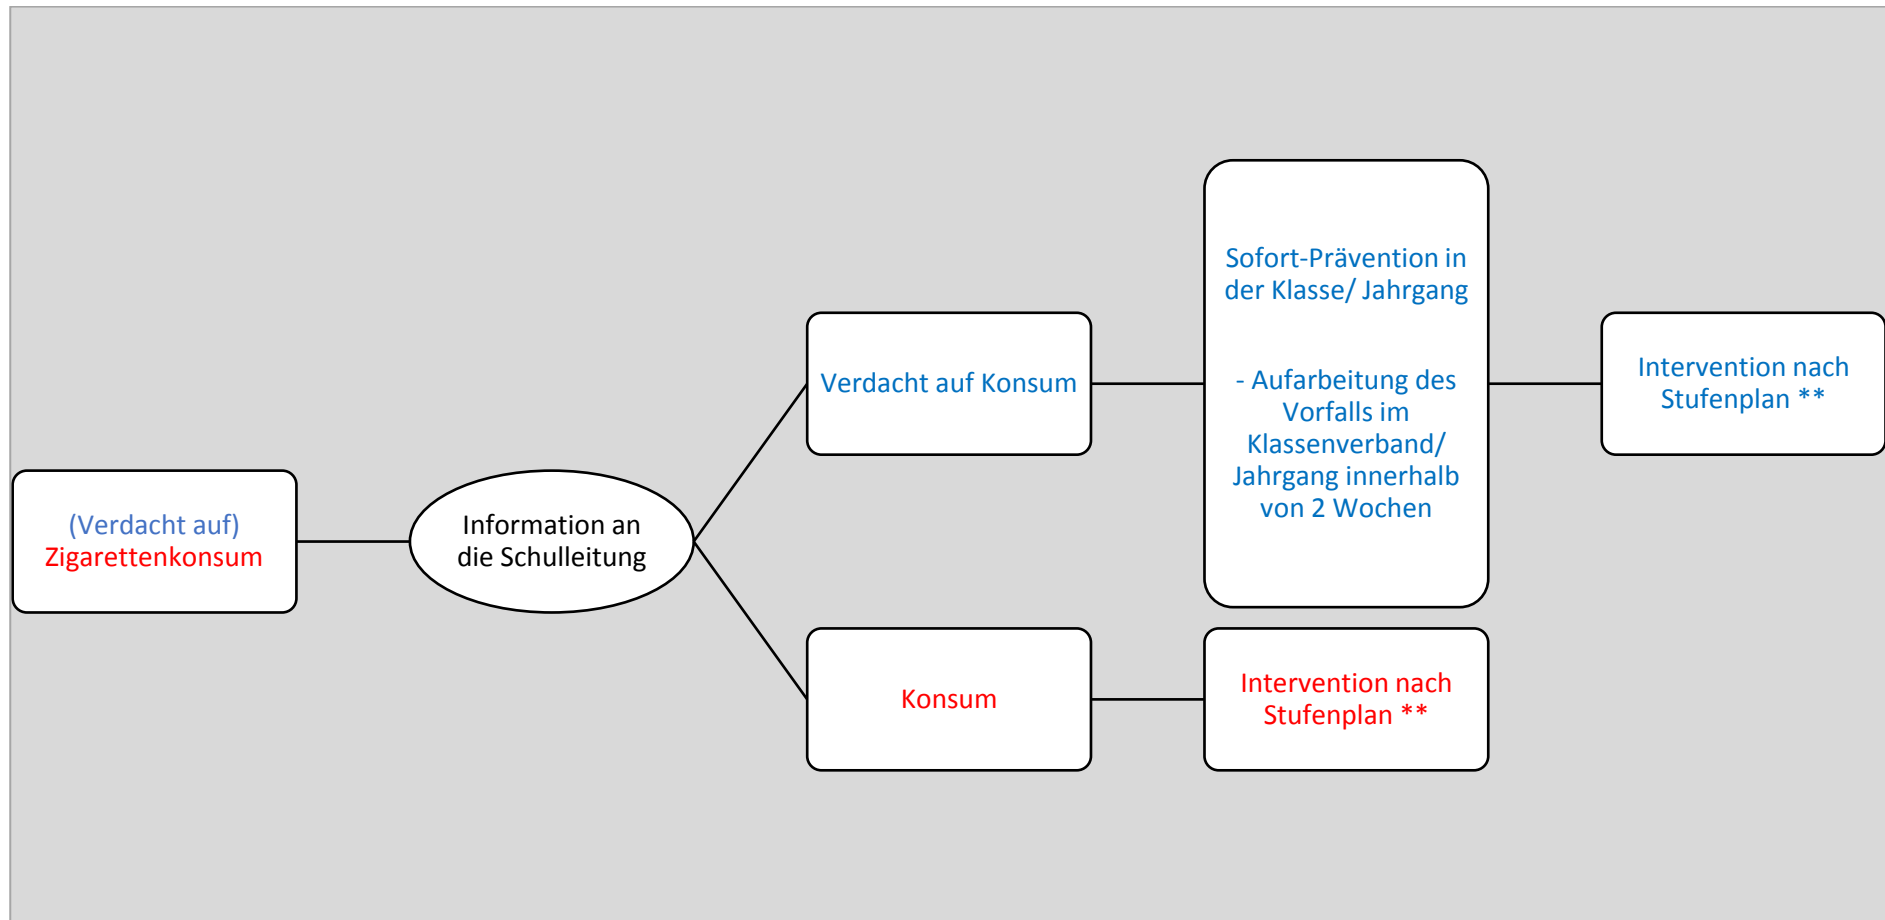 (Verdacht auf)
Zigarettenkonsum
Information an
die Schulleitung
Verdacht auf Konsum
Sofort-Prävention in
der Klasse/ Jahrgang
- Aufarbeitung des
Vorfalls im
Klassenverband/
Jahrgang innerhalb
von 2 Wochen
Intervention nach
Stufenplan **
Konsum
Intervention nach
Stufenplan **